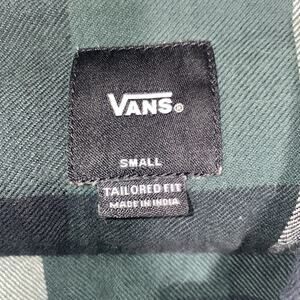 VANS®
SMALL
TAILORED FIT
MADE IN INDIA